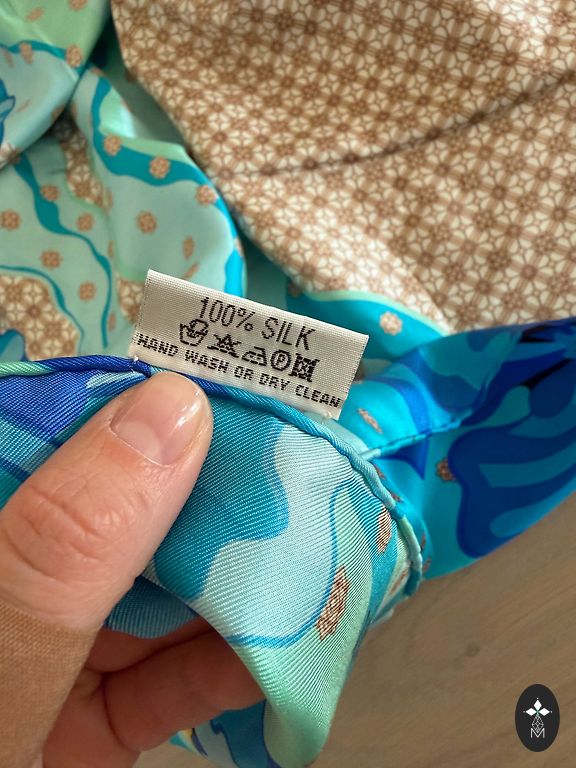 100% SILK
P
HAND WASH OR DRY CLEAN
M